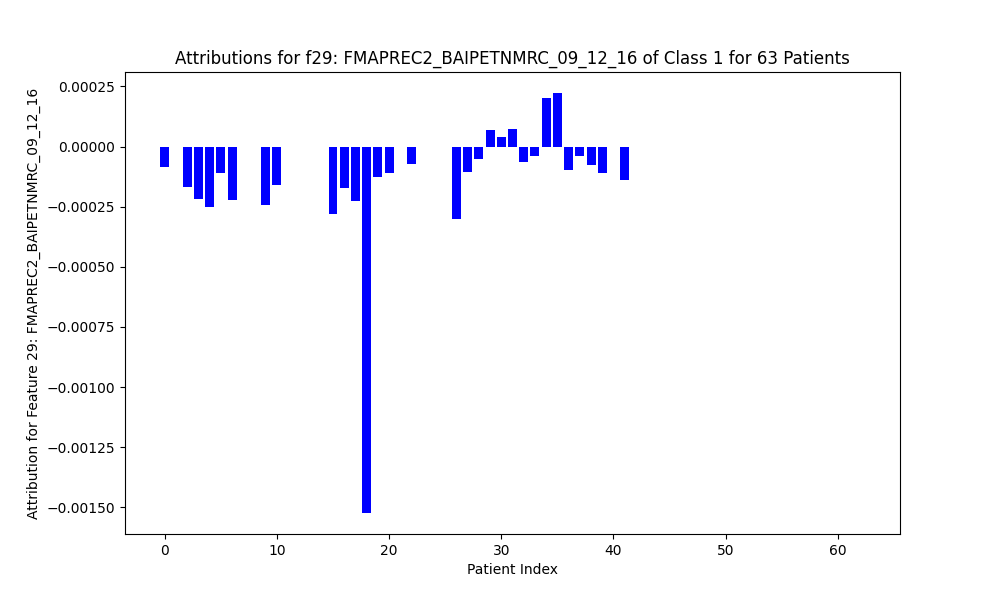 Attributions for f29: FMAPREC2_BAIPETNMRC_09_12_16 of Class 1 for 63 Patients
Attribution for Feature 29: FMAPREC2_BAIPETNMRC_09_12_16
0.00025
0.00000
−0.00025
−0.00050
−0.00075
−0.00100
−0.00125
−0.00150
0 10 20 30 40 50 60
Patient Index